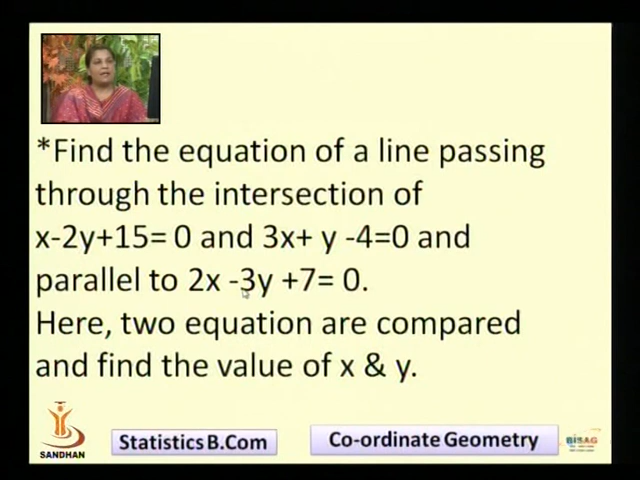 *Find the equation of a line passing
through the intersection of
x-2y+15= 0 and 3x+ y -4=0 and
parallel to 2x -3y +7= 0.
Here, two equation are compared
and find the value of x & y.
SANDHAN
Statistics B.Com
Co-ordinate Geometry
BISAG